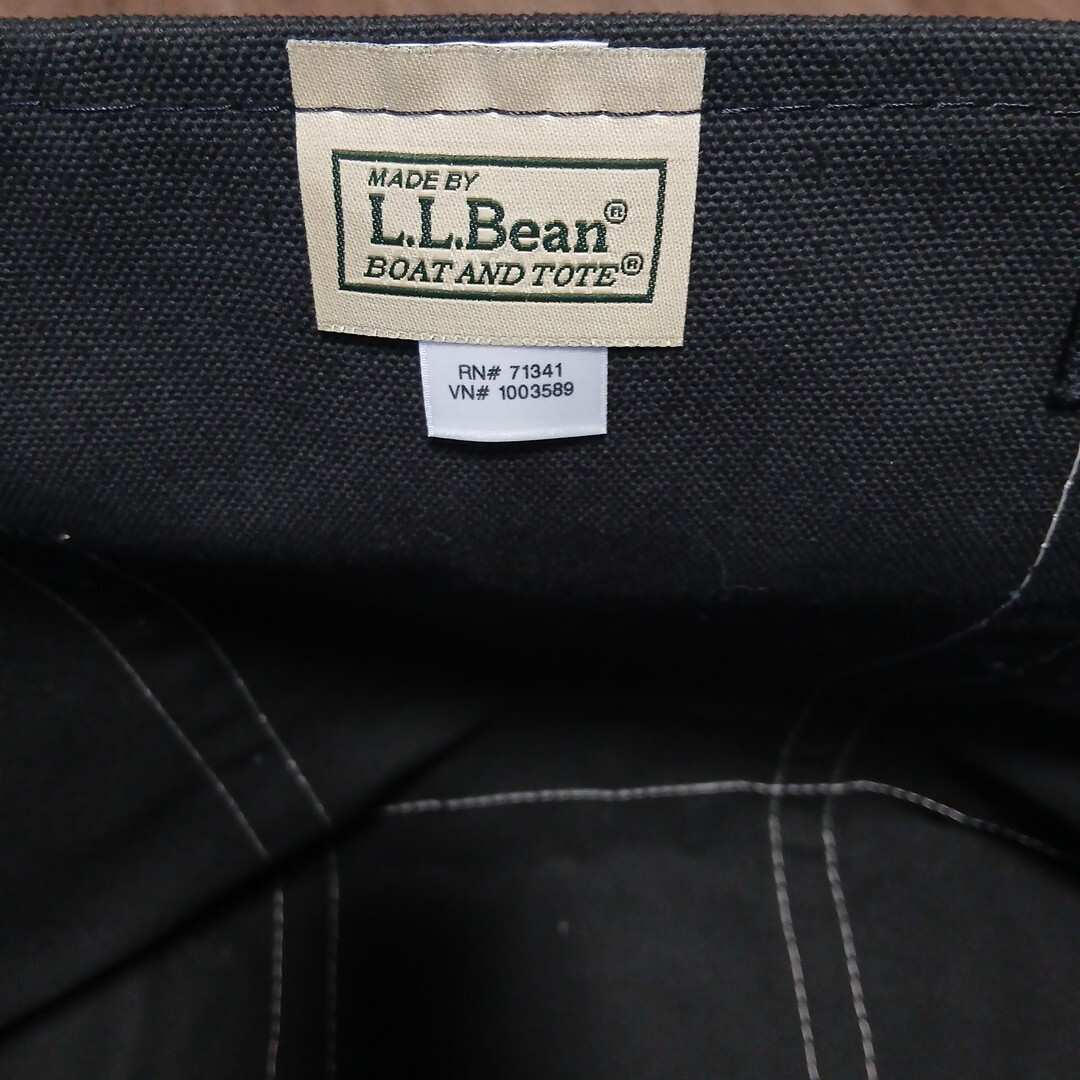 MADE BY
L.L.Bean®
BOAT AND TOTE®
RN# 71341
VN# 1003589